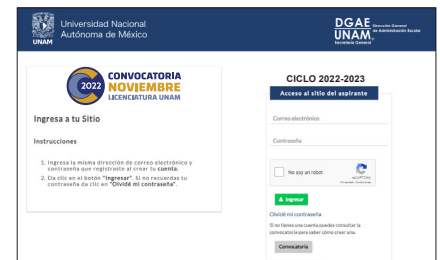 UNAM
Universidad Nacional
Autónoma de México
DGAE
UNAM
Dirección General
de Administración Escolar
Secretaría General
2022
CONVOCATORIA
NOVIEMBRE
LICENCIATURA UNAM
Ingresa a tu Sitio
Instrucciones
1. Ingresa la misma dirección de correo electrónico y
contraseña que registraste al crear tu cuenta.
2. Da clic en el botón "Ingresar". Si no recuerdas tu
contraseña da clic en "Olvidé mi contraseña".
CICLO 2022-2023
Acceso al sitio del aspirante
Correo electrónico
Contraseña
No soy un robot
reCAPTCHA
Privacidad - Condiciones
Ingresar
Olvidé mi contraseña
Si no tienes una cuenta puedes consultar la
convocatoria para saber cómo crear una.
Convocatoria